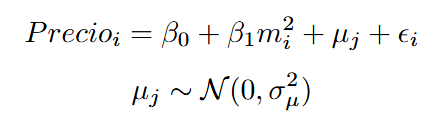 Precio_i = β_0 + β_1 m_i^2 + μ_j + ϵ_i
μ_j ∼ 𝒩(0, σ_μ^2)